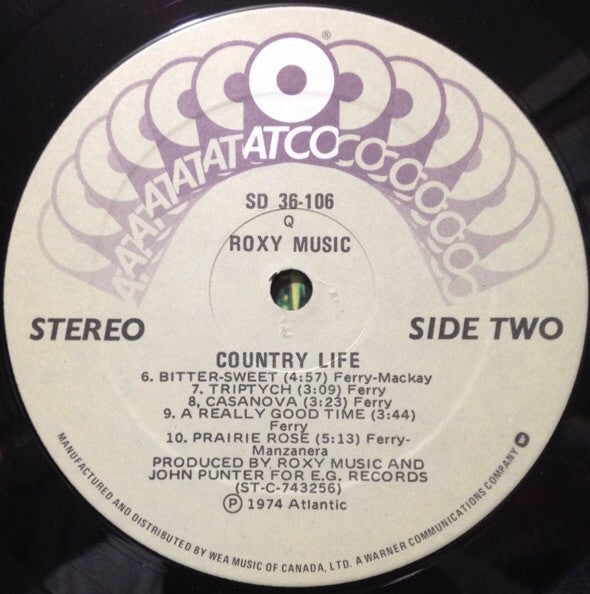 ATCO
®
SD 36-106
Q
ROXY MUSIC
STEREO
SIDE TWO
COUNTRY LIFE
6. BITTER-SWEET (4:57) Ferry-Mackay
7. TRIPTYCH (3:09) Ferry
8. CASANOVA (3:23) Ferry
9. A REALLY GOOD TIME (3:44)
Ferry
10. PRAIRIE ROSE (5:13) Ferry-
Manzanera
PRODUCED BY ROXY MUSIC AND
JOHN PUNTER FOR E.G. RECORDS
(ST-C-743256)
Ⓟ 1974 Atlantic
MANUFACTURED AND DISTRIBUTED BY WEA MUSIC OF CANADA, LTD. A WARNER COMMUNICATIONS COMPANY